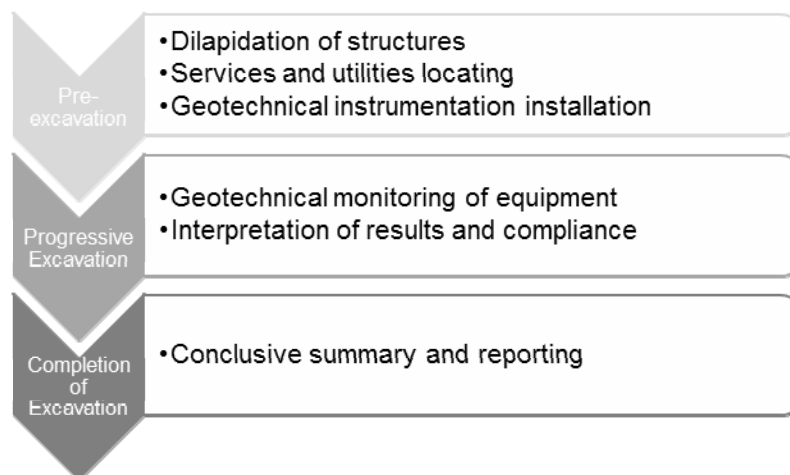 Pre-
excavation
•Dilapidation of structures
•Services and utilities locating
•Geotechnical instrumentation installation
Progressive
Excavation
•Geotechnical monitoring of equipment
•Interpretation of results and compliance
Completion
of
Excavation
•Conclusive summary and reporting